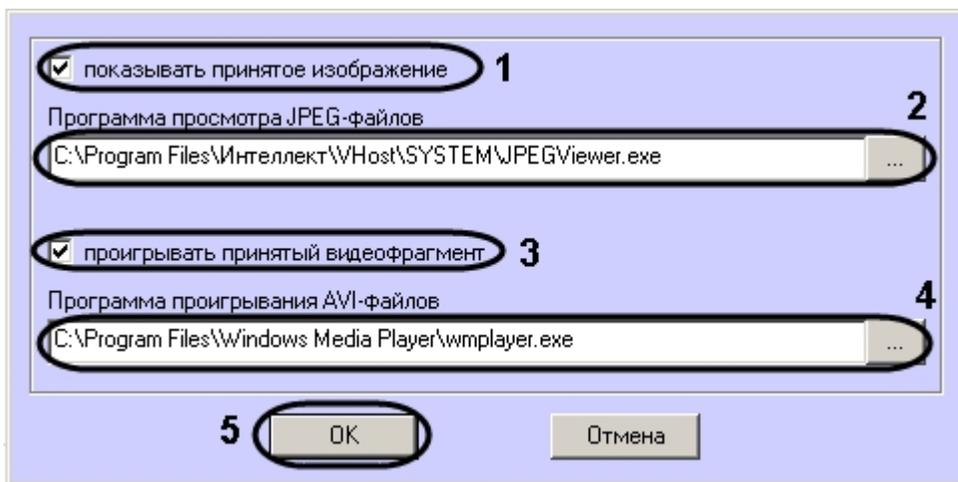 показывать принятое изображение 1
Программа просмотра JPEG-файлов 2
C:\Program Files\Интеллект\VHost\SYSTEM\JPEGViewer.exe ...
проигрывать принятый видеофрагмент 3
Программа проигрывания AVI-файлов 4
C:\Program Files\Windows Media Player\wmplayer.exe ...
5 OK Отмена